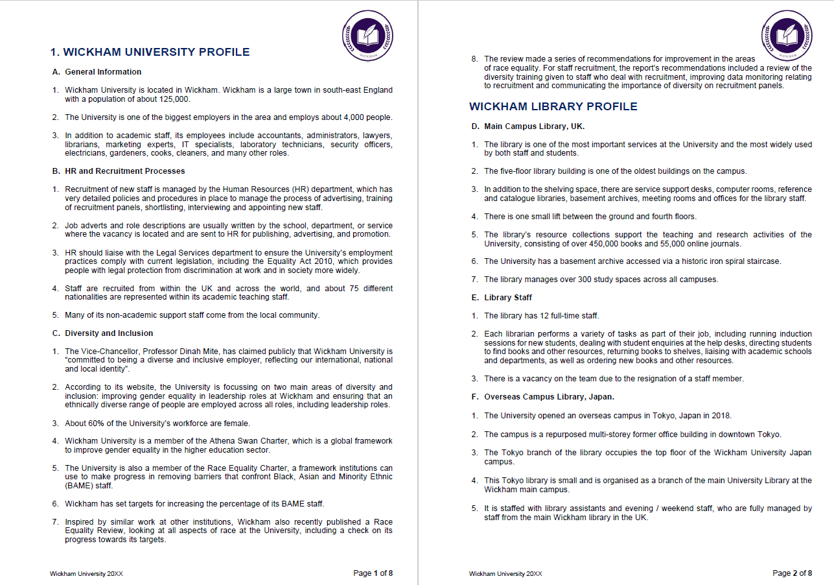 1. WICKHAM UNIVERSITY PROFILE
A. General Information
1. Wickham University is located in Wickham. Wickham is a large town in south-east England
with a population of about 125,000.
2. The University is one of the biggest employers in the area and employs about 4,000 people.
3. In addition to academic staff, its employees include accountants, administrators, lawyers,
librarians, marketing experts, IT specialists, laboratory technicians, security officers,
electricians, gardeners, cooks, cleaners, and many other roles.
B. HR and Recruitment Processes
1. Recruitment of new staff is managed by the Human Resources (HR) department, which has
very detailed policies and procedures in place to manage the process of advertising, training
of recruitment panels, shortlisting, interviewing and appointing new staff.
2. Job adverts and role descriptions are usually written by the school, department, or service
where the vacancy is located and are sent to HR for publishing, advertising, and promotion.
3. HR should liaise with the Legal Services department to ensure the University's employment
practices comply with current legislation, including the Equality Act 2010, which provides
people with legal protection from discrimination at work and in society more widely.
4. Staff are recruited from within the UK and across the world, and about 75 different
nationalities are represented within its academic teaching staff.
5. Many of its non-academic support staff come from the local community.
C. Diversity and Inclusion
1. The Vice-Chancellor, Professor Dinah Mite, has claimed publicly that Wickham University is
"committed to being a diverse and inclusive employer, reflecting our international, national
and local identity".
2. According to its website, the University is focussing on two main areas of diversity and
inclusion: improving gender equality in leadership roles at Wickham and ensuring that an
ethnically diverse range of people are employed across all roles, including leadership roles.
3. About 60% of the University's workforce are female.
4. Wickham University is a member of the Athena Swan Charter, which is a global framework
to improve gender equality in the higher education sector.
5. The University is also a member of the Race Equality Charter, a framework institutions can
use to make progress in removing barriers that confront Black, Asian and Minority Ethnic
(BAME) staff.
6. Wickham has set targets for increasing the percentage of its BAME staff.
7. Inspired by similar work at other institutions, Wickham also recently published a Race
Equality Review, looking at all aspects of race at the University, including a check on its
progress towards its targets.
Wickham University 20XX
Page 1 of 8
8. The review made a series of recommendations for improvement in the areas
of race equality. For staff recruitment, the report's recommendations included a review of the
diversity training given to staff who deal with recruitment, improving data monitoring relating
to recruitment and communicating the importance of diversity on recruitment panels.
WICKHAM LIBRARY PROFILE
D. Main Campus Library, UK.
1. The library is one of the most important services at the University and the most widely used
by both staff and students.
2. The five-floor library building is one of the oldest buildings on the campus.
3. In addition to the shelving space, there are service support desks, computer rooms, reference
and catalogue libraries, basement archives, meeting rooms and offices for the library staff.
4. There is one small lift between the ground and fourth floors.
5. The library's resource collections support the teaching and research activities of the
University, consisting of over 450,000 books and 55,000 online journals.
6. The University has a basement archive accessed via a historic iron spiral staircase.
7. The library manages over 300 study spaces across all campuses.
E. Library Staff
1. The library has 12 full-time staff.
2. Each librarian performs a variety of tasks as part of their job, including running induction
sessions for new students, dealing with student enquiries at the help desks, directing students
to find books and other resources, returning books to shelves, liaising with academic schools
and departments, as well as ordering new books and other resources.
3. There is a vacancy on the team due to the resignation of a staff member.
F. Overseas Campus Library, Japan.
1. The University opened an overseas campus in Tokyo, Japan in 2018.
2. The campus is a repurposed multi-storey former office building in downtown Tokyo.
3. The Tokyo branch of the library occupies the top floor of the Wickham University Japan
campus.
4. This Tokyo library is small and is organised as a branch of the main University Library at the
Wickham main campus.
5. It is staffed with library assistants and evening / weekend staff, who are fully managed by
staff from the main Wickham library in the UK.
Wickham University 20XX
Page 2 of 8